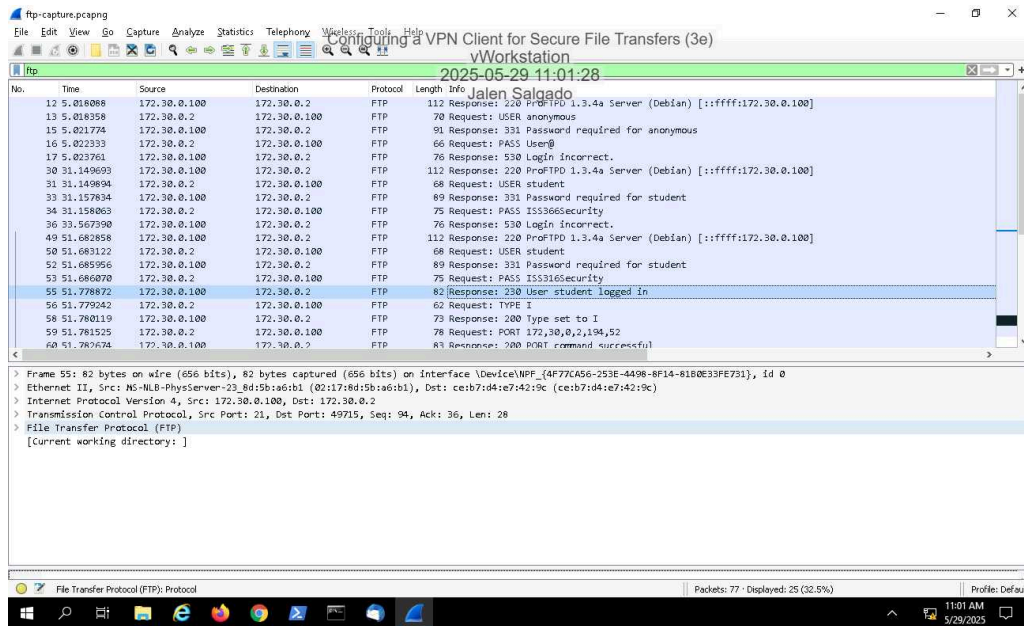 ftp-capture.pcapng
File Edit View Go Capture Analyze Statistics Telephony Wireless Tools Help
Configuring a VPN Client for Secure File Transfers (3e)
vWorkstation
2025-05-29 11:01:28
Jalen Salgado
ftp
No. Time Source Destination Protocol Length Info
12 5.018088 172.30.0.100 172.30.0.2 FTP 112 Response: 220 ProFTPD 1.3.4a Server (Debian) [::ffff:172.30.0.100]
13 5.018358 172.30.0.2 172.30.0.100 FTP 70 Request: USER anonymous
15 5.021774 172.30.0.100 172.30.0.2 FTP 91 Response: 331 Password required for anonymous
16 5.022333 172.30.0.2 172.30.0.100 FTP 66 Request: PASS User@
17 5.023761 172.30.0.100 172.30.0.2 FTP 76 Response: 530 Login incorrect.
30 31.149693 172.30.0.100 172.30.0.2 FTP 112 Response: 220 ProFTPD 1.3.4a Server (Debian) [::ffff:172.30.0.100]
31 31.149894 172.30.0.2 172.30.0.100 FTP 68 Request: USER student
33 31.157834 172.30.0.100 172.30.0.2 FTP 89 Response: 331 Password required for student
34 31.158063 172.30.0.2 172.30.0.100 FTP 75 Request: PASS ISS366Security
36 33.567390 172.30.0.100 172.30.0.2 FTP 76 Response: 530 Login incorrect.
49 51.682858 172.30.0.100 172.30.0.2 FTP 112 Response: 220 ProFTPD 1.3.4a Server (Debian) [::ffff:172.30.0.100]
50 51.683122 172.30.0.2 172.30.0.100 FTP 68 Request: USER student
52 51.685956 172.30.0.100 172.30.0.2 FTP 89 Response: 331 Password required for student
53 51.686070 172.30.0.2 172.30.0.100 FTP 75 Request: PASS ISS316Security
55 51.778872 172.30.0.100 172.30.0.2 FTP 82 Response: 230 User student logged in
56 51.779242 172.30.0.2 172.30.0.100 FTP 62 Request: TYPE I
58 51.780119 172.30.0.100 172.30.0.2 FTP 73 Response: 200 Type set to I
59 51.781525 172.30.0.2 172.30.0.100 FTP 78 Request: PORT 172,30,0,2,194,52
60 51.782674 172.30.0.100 172.30.0.2 FTP 83 Response: 200 PORT command successful
Frame 55: 82 bytes on wire (656 bits), 82 bytes captured (656 bits) on interface \Device\NPF_{4F77CA56-253E-4498-8F14-81B0E33FE731}, id 0
Ethernet II, Src: MS-NLB-PhysServer-23_8d:5b:a6:b1 (02:17:8d:5b:a6:b1), Dst: ce:b7:d4:e7:42:9c (ce:b7:d4:e7:42:9c)
Internet Protocol Version 4, Src: 172.30.0.100, Dst: 172.30.0.2
Transmission Control Protocol, Src Port: 21, Dst Port: 49715, Seq: 94, Ack: 36, Len: 28
File Transfer Protocol (FTP)
[Current working directory: ]
File Transfer Protocol (FTP): Protocol
Packets: 77 · Displayed: 25 (32.5%)
Profile: Defau
11:01 AM
5/29/2025